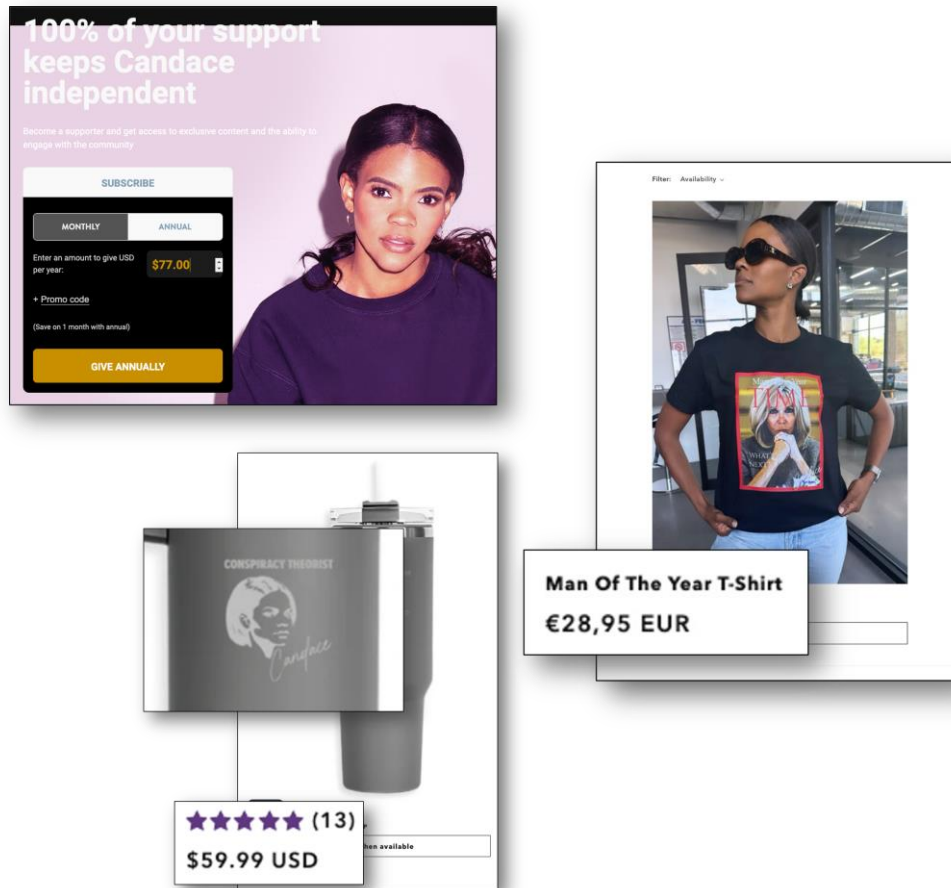 100% of your support
keeps Candace
independent
Become a supporter and get access to exclusive content and the ability to
engage with the community
SUBSCRIBE
MONTHLY
ANNUAL
Enter an amount to give USD
per year:
$77.00
+ Promo code
(Save on 1 month with annual)
GIVE ANNUALLY
Filter: Availability
TIME
Man Of The Year T-Shirt
€28,95 EUR
CONSPIRACY THEORIST
Candace
(13)
$59.99 USD
hen available